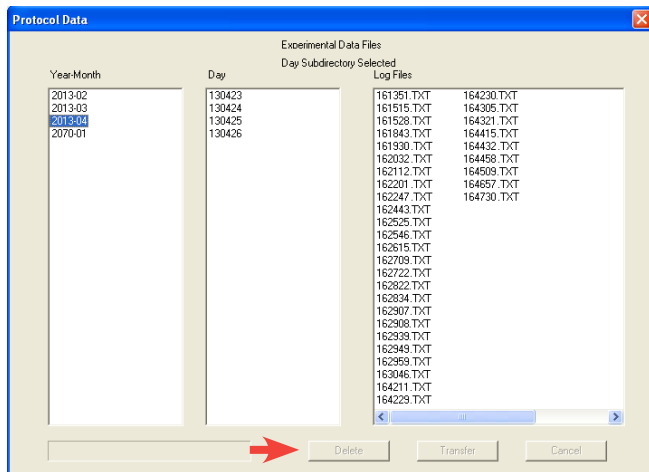 Protocol Data
Experimental Data Files
Day Subdirectory Selected
Year-Month
Day
Log Files
2013-02
2013-03
2013-04
2070-01
130423
130424
130425
130426
161351.TXT
161515.TXT
161528.TXT
161843.TXT
161930.TXT
162032.TXT
162112.TXT
162201.TXT
162247.TXT
162443.TXT
162525.TXT
162546.TXT
162615.TXT
162709.TXT
162722.TXT
162822.TXT
162834.TXT
162907.TXT
162908.TXT
162939.TXT
162949.TXT
162959.TXT
163046.TXT
164211.TXT
164229.TXT
164230.TXT
164305.TXT
164321.TXT
164415.TXT
164432.TXT
164458.TXT
164509.TXT
164657.TXT
164730.TXT
Delete
Transfer
Cancel